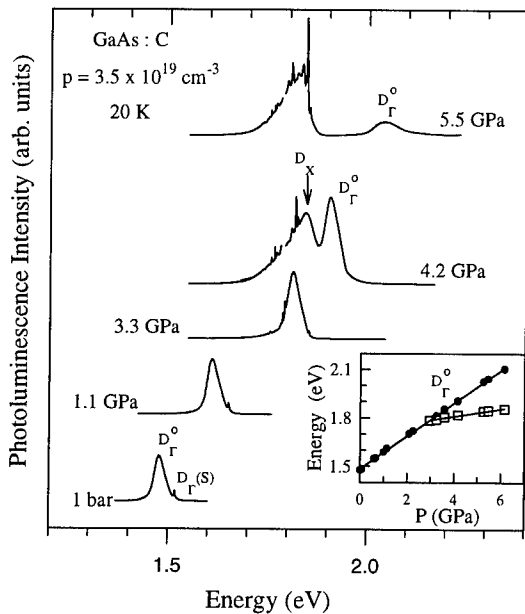 GaAs : C
p = 3.5 x 10^19 cm^-3
20 K
D_Γ^o
5.5 GPa
D_x
D_Γ^o
4.2 GPa
3.3 GPa
1.1 GPa
D_Γ^o
D_Γ(S)
1 bar
Photoluminescence Intensity (arb. units)
1.5
2.0
Energy (eV)
2.1
1.8
1.5
Energy (eV)
D_Γ^o
0
2
4
6
P (GPa)